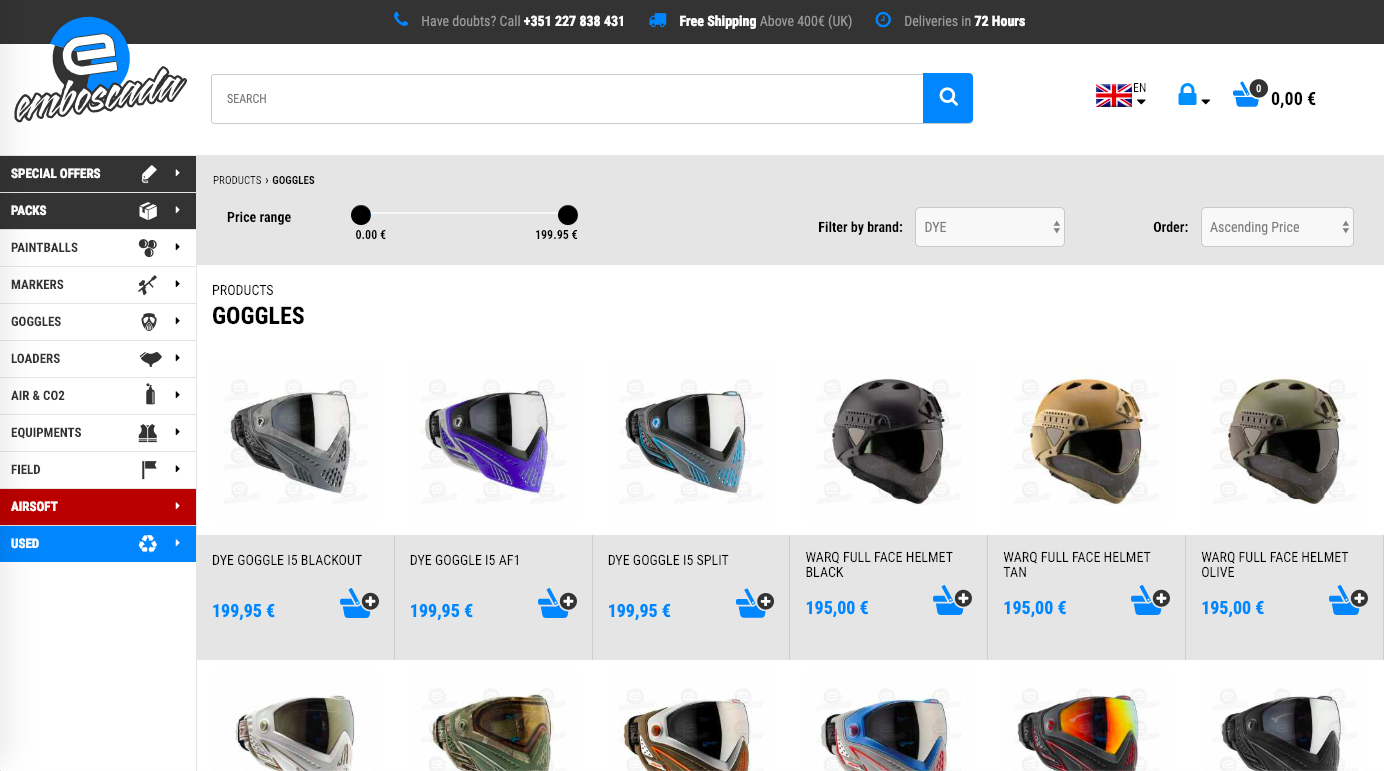 Have doubts? Call +351 227 838 431 Free Shipping Above 400€ (UK) Deliveries in 72 Hours
e
emboscada
SEARCH
EN
0
0,00 €
SPECIAL OFFERS
PACKS
PAINTBALLS
MARKERS
GOGGLES
LOADERS
AIR & CO2
EQUIPMENTS
FIELD
AIRSOFT
USED
PRODUCTS › GOGGLES
Price range
0.00 €
199.95 €
Filter by brand:
DYE
Order:
Ascending Price
PRODUCTS
GOGGLES
DYE GOGGLE I5 BLACKOUT
199,95 €
DYE GOGGLE I5 AF1
199,95 €
DYE GOGGLE I5 SPLIT
199,95 €
WARQ FULL FACE HELMET
BLACK
195,00 €
WARQ FULL FACE HELMET
TAN
195,00 €
WARQ FULL FACE HELMET
OLIVE
195,00 €